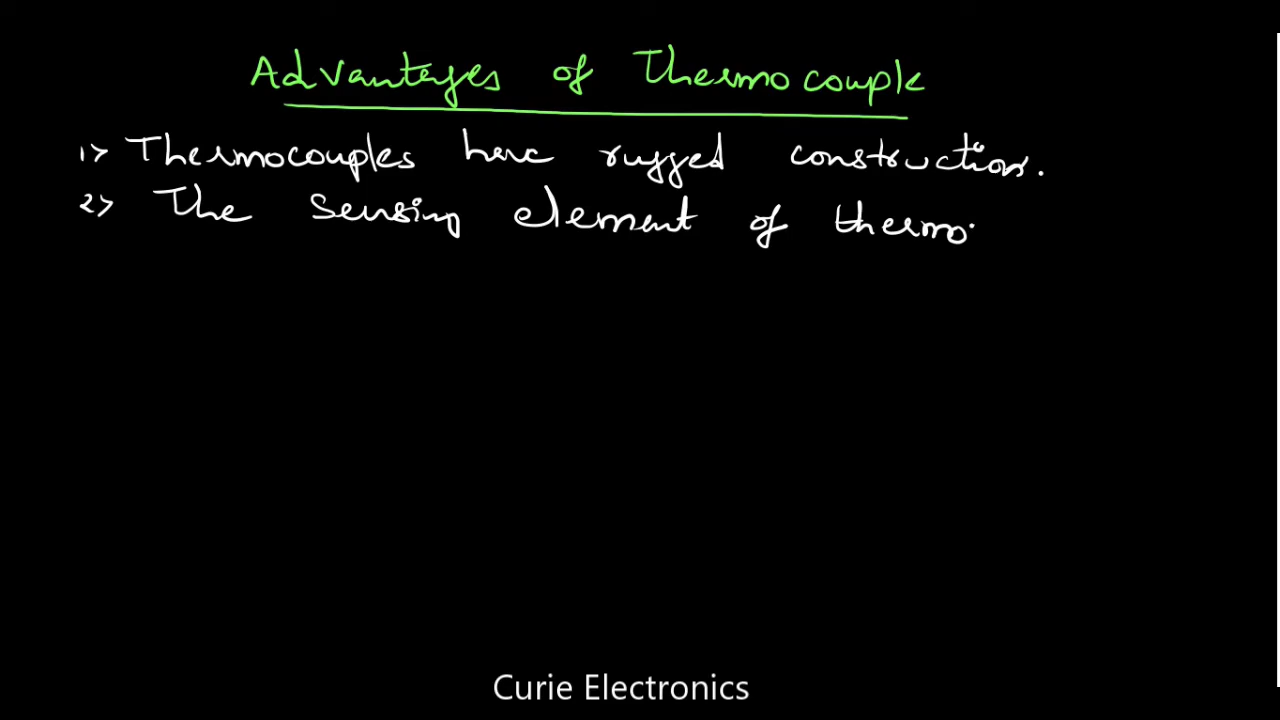 Advantages of Thermocouple
1> Thermocouples have rugged construction.
2> The sensing element of thermo
Curie Electronics